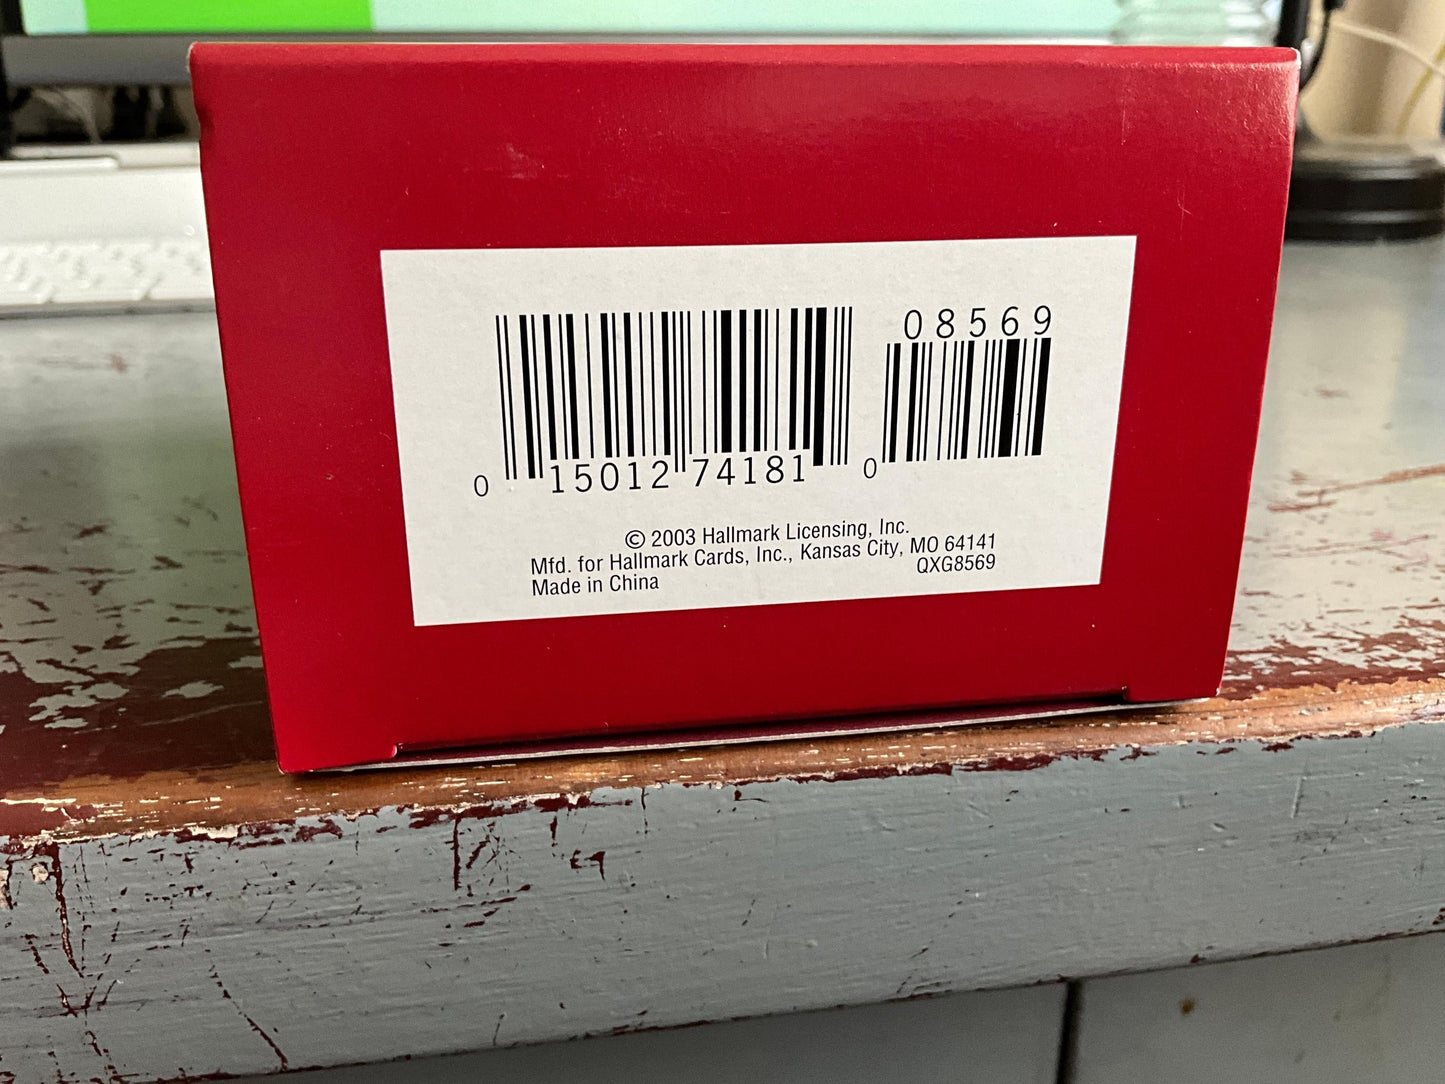 08569
0 15012 74181 0
© 2003 Hallmark Licensing, Inc.
Mfd. for Hallmark Cards, Inc., Kansas City, MO 64141
Made in China QXG8569